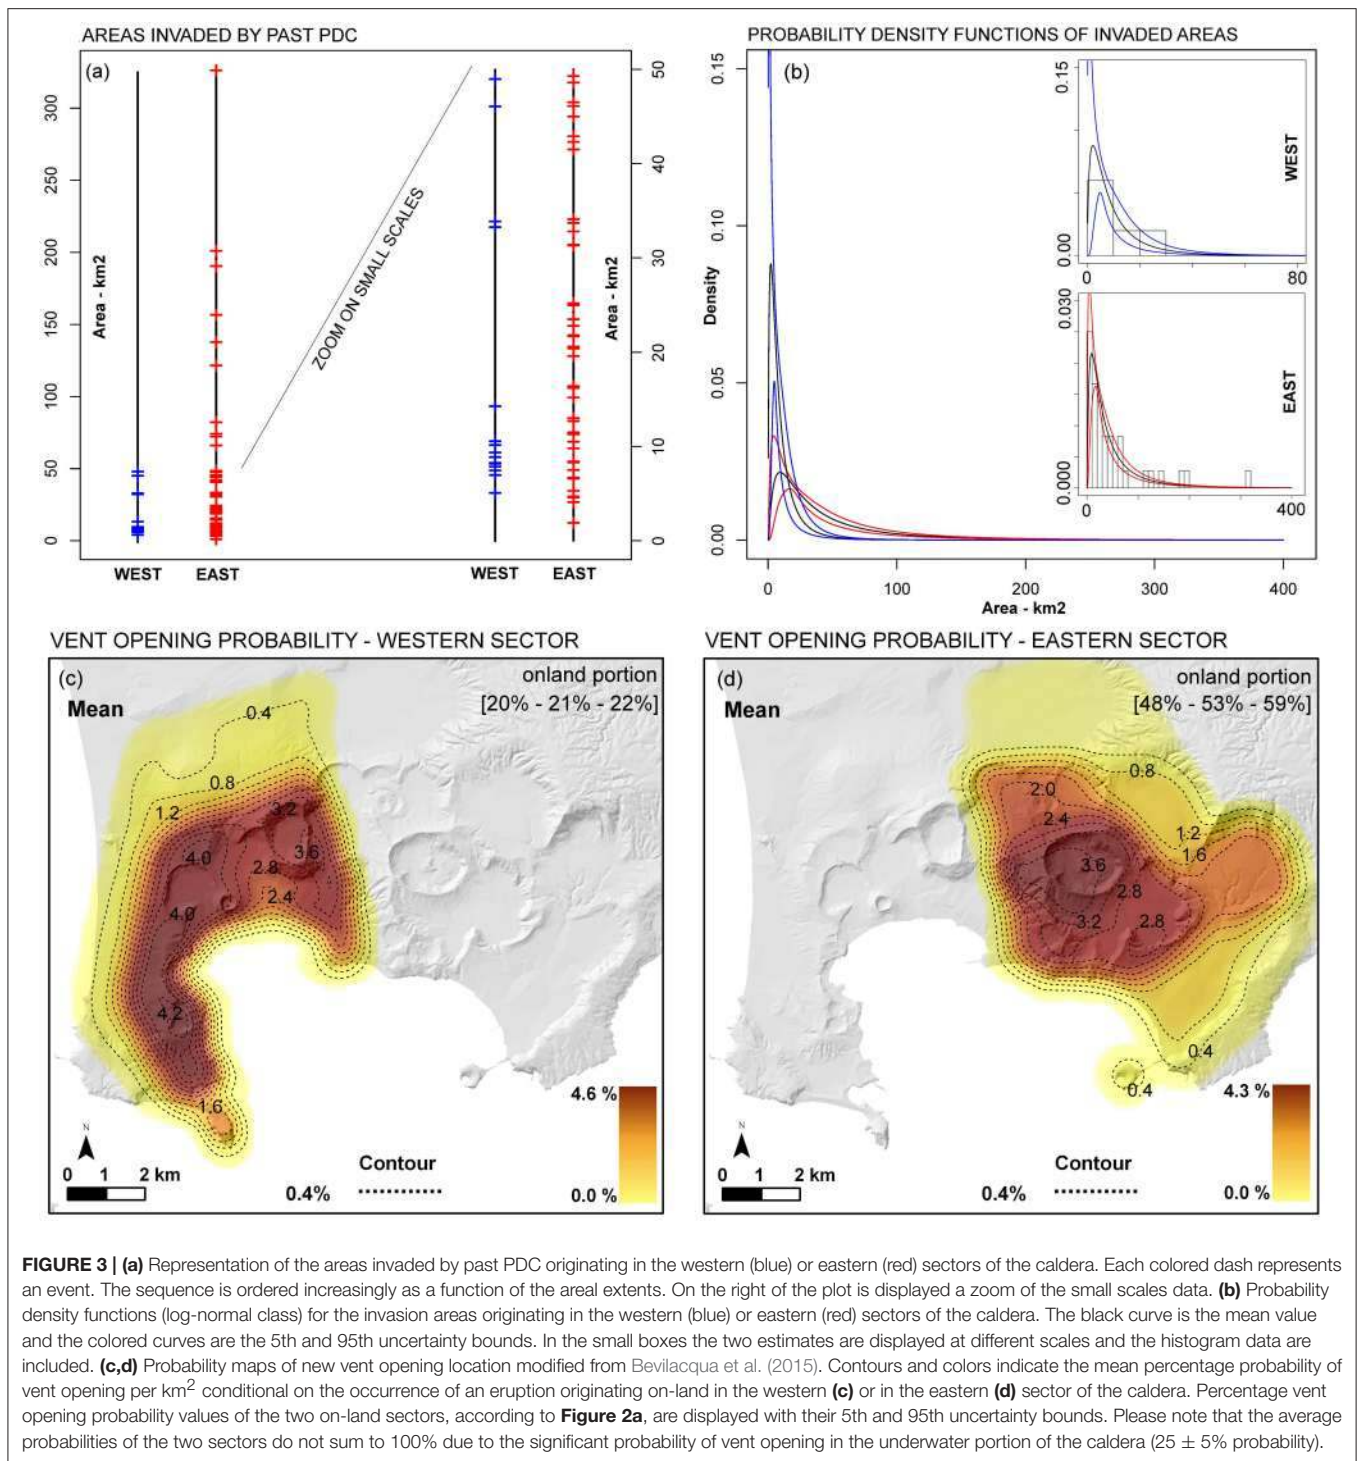 AREAS INVADED BY PAST PDC
(a)
Area - km2
0
50
100
150
200
250
300
WEST
EAST
ZOOM ON SMALL SCALES
WEST
EAST
Area - km2
0
10
20
30
40
50
PROBABILITY DENSITY FUNCTIONS OF INVADED AREAS
(b)
Density
0.00
0.05
0.10
0.15
0
100
200
300
400
Area - km2
0.15
0.00
WEST
0
80
0.030
0.000
EAST
0
400
VENT OPENING PROBABILITY - WESTERN SECTOR
(c)
Mean
onland portion
[20% - 21% - 22%]
0.4
0.8
1.2
3.2
4.0
3.6
2.8
2.4
4.0
4.2
1.6
N
0 1 2 km
Contour
0.4%
4.6 %
0.0 %
VENT OPENING PROBABILITY - EASTERN SECTOR
(d)
Mean
onland portion
[48% - 53% - 59%]
0.8
2.0
2.4
1.2
1.6
3.6
2.8
3.2
2.8
0.4
0.4
N
0 1 2 km
Contour
0.4%
4.3 %
0.0 %
FIGURE 3 | (a) Representation of the areas invaded by past PDC originating in the western (blue) or eastern (red) sectors of the caldera. Each colored dash represents
an event. The sequence is ordered increasingly as a function of the areal extents. On the right of the plot is displayed a zoom of the small scales data. (b) Probability
density functions (log-normal class) for the invasion areas originating in the western (blue) or eastern (red) sectors of the caldera. The black curve is the mean value
and the colored curves are the 5th and 95th uncertainty bounds. In the small boxes the two estimates are displayed at different scales and the histogram data are
included. (c,d) Probability maps of new vent opening location modified from Bevilacqua et al. (2015). Contours and colors indicate the mean percentage probability of
vent opening per km2 conditional on the occurrence of an eruption originating on-land in the western (c) or in the eastern (d) sector of the caldera. Percentage vent
opening probability values of the two on-land sectors, according to Figure 2a, are displayed with their 5th and 95th uncertainty bounds. Please note that the average
probabilities of the two sectors do not sum to 100% due to the significant probability of vent opening in the underwater portion of the caldera (25 ± 5% probability).